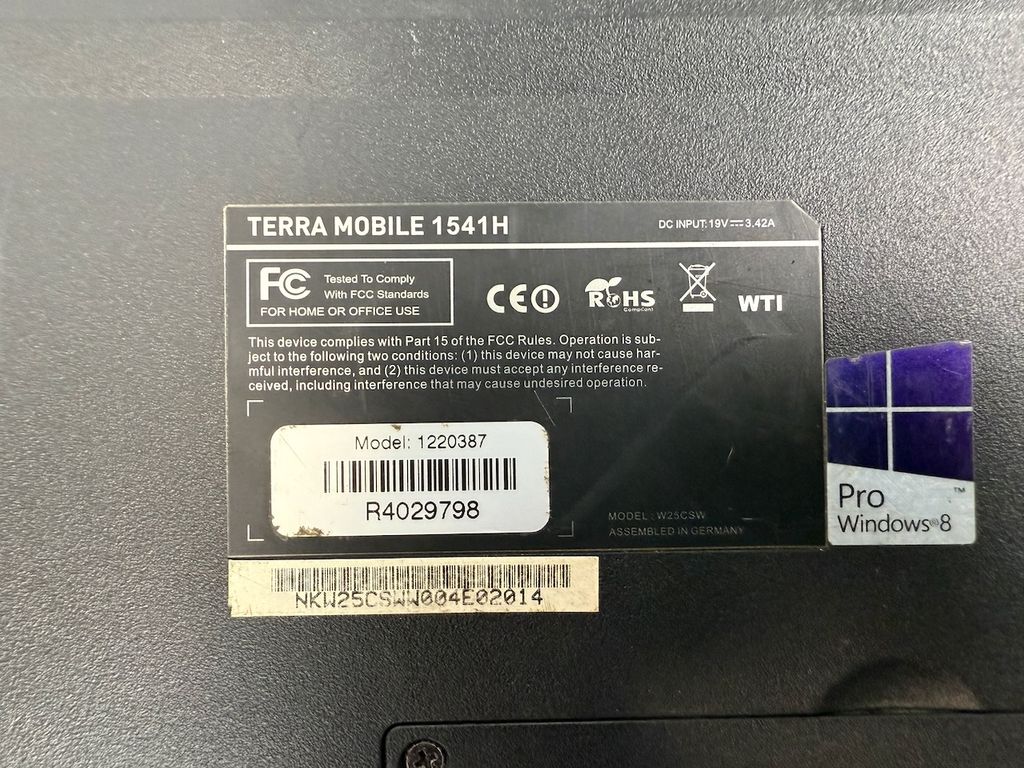 TERRA MOBILE 1541H
DC INPUT: 19V⎓3.42A
FC
Tested To Comply
With FCC Standards
FOR HOME OR OFFICE USE
CE
RoHS
Compliant
WTI
This device complies with Part 15 of the FCC Rules. Operation is sub-
ject to the following two conditions: (1) this device may not cause har-
mful interference, and (2) this device must accept any interference re-
ceived, including interference that may cause undesired operation.
Model: 1220387
R4029798
MODEL : W25CSW
ASSEMBLED IN GERMANY
Pro ™
Windows®8
NKW25CSWW004E02014